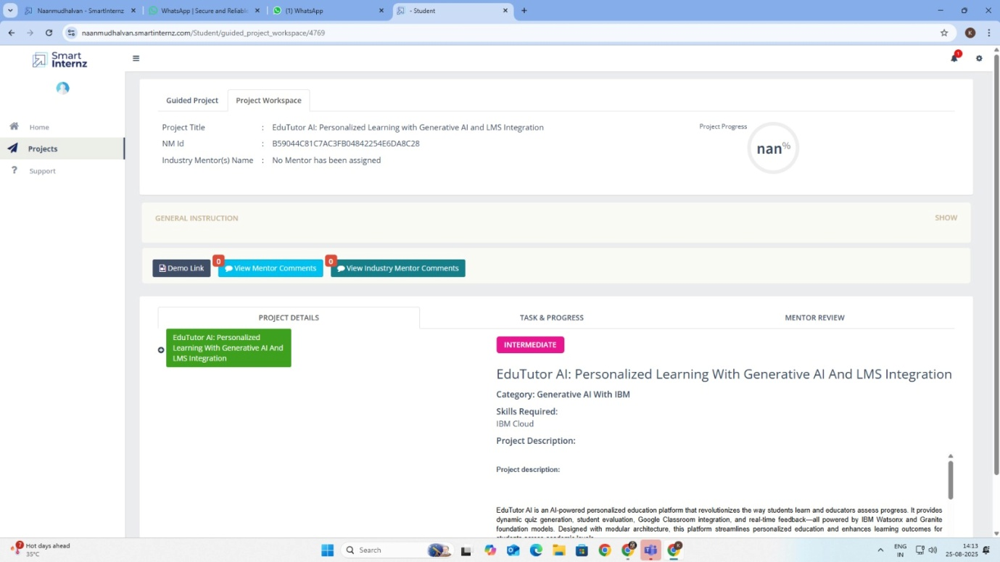 Naanmudhalvan - SmartInternz
WhatsApp | Secure and Reliable
(1) WhatsApp
- Student
naanmudhalvan.smartinternz.com/Student/guided_project_workspace/4769
K
Smart
Internz
1
Home
Projects
Support
Guided Project
Project Workspace
Project Title : EduTutor AI: Personalized Learning with Generative AI and LMS Integration
NM Id : B59044C81C7AC3FB04842254E6DA8C28
Industry Mentor(s) Name : No Mentor has been assigned
Project Progress
nan%
GENERAL INSTRUCTION
SHOW
Demo Link
0
View Mentor Comments
0
View Industry Mentor Comments
PROJECT DETAILS
TASK & PROGRESS
MENTOR REVIEW
EduTutor AI: Personalized
Learning With Generative AI And
LMS Integration
INTERMEDIATE
EduTutor AI: Personalized Learning With Generative AI And LMS Integration
Category: Generative AI With IBM
Skills Required:
IBM Cloud
Project Description:
Project description:
EduTutor AI is an AI-powered personalized education platform that revolutionizes the way students learn and educators assess progress. It provides
dynamic quiz generation, student evaluation, Google Classroom integration, and real-time feedback—all powered by IBM Watsonx and Granite
foundation models. Designed with modular architecture, this platform streamlines personalized education and enhances learning outcomes for
students across academic levels.
7
Hot days ahead
35°C
Search
K
ENG
IN
14:13
25-08-2025